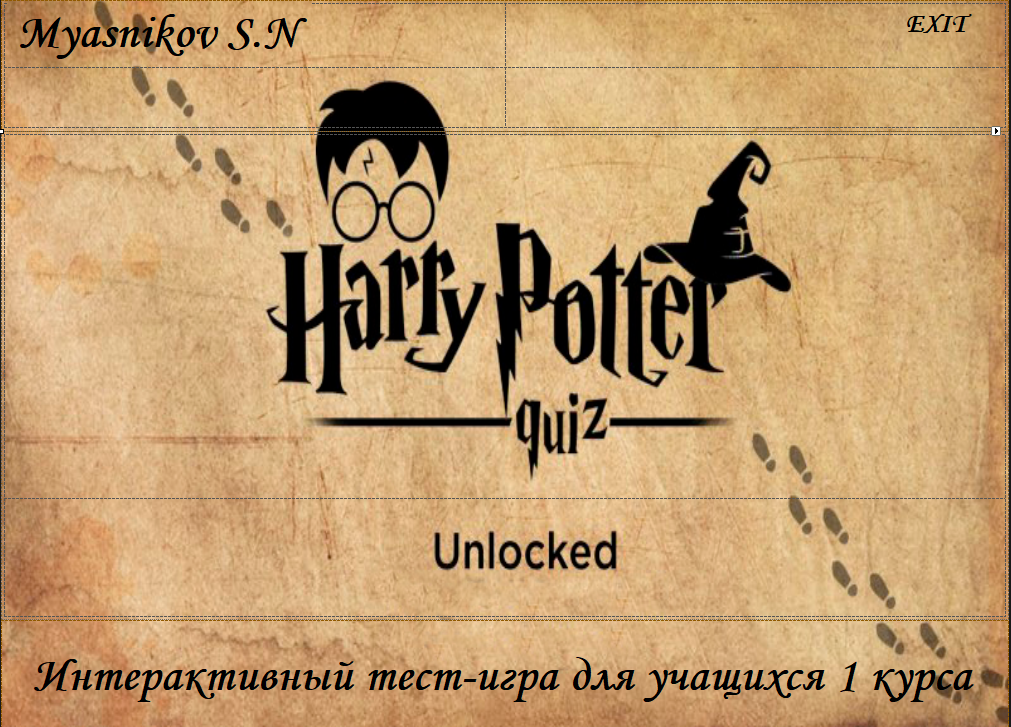 Myasnikov S.N
EXIT
Harry Potter
quiz
Unlocked
Интерактивный тест-игра для учащихся 1 курса